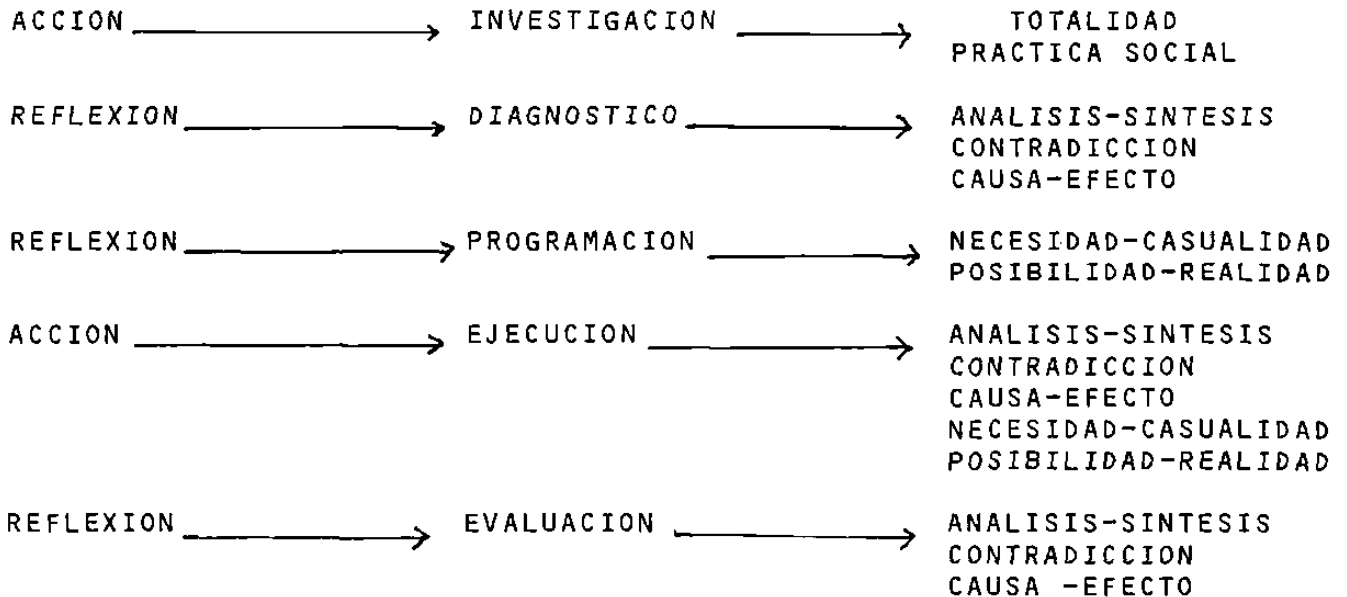 ACCION INVESTIGACION TOTALIDAD
PRACTICA SOCIAL
REFLEXION DIAGNOSTICO ANALISIS-SINTESIS
CONTRADICCION
CAUSA-EFECTO
REFLEXION PROGRAMACION NECESIDAD-CASUALIDAD
POSIBILIDAD-REALIDAD
ACCION EJECUCION ANALISIS-SINTESIS
CONTRADICCION
CAUSA-EFECTO
NECESIDAD-CASUALIDAD
POSIBILIDAD-REALIDAD
REFLEXION EVALUACION ANALISIS-SINTESIS
CONTRADICCION
CAUSA -EFECTO